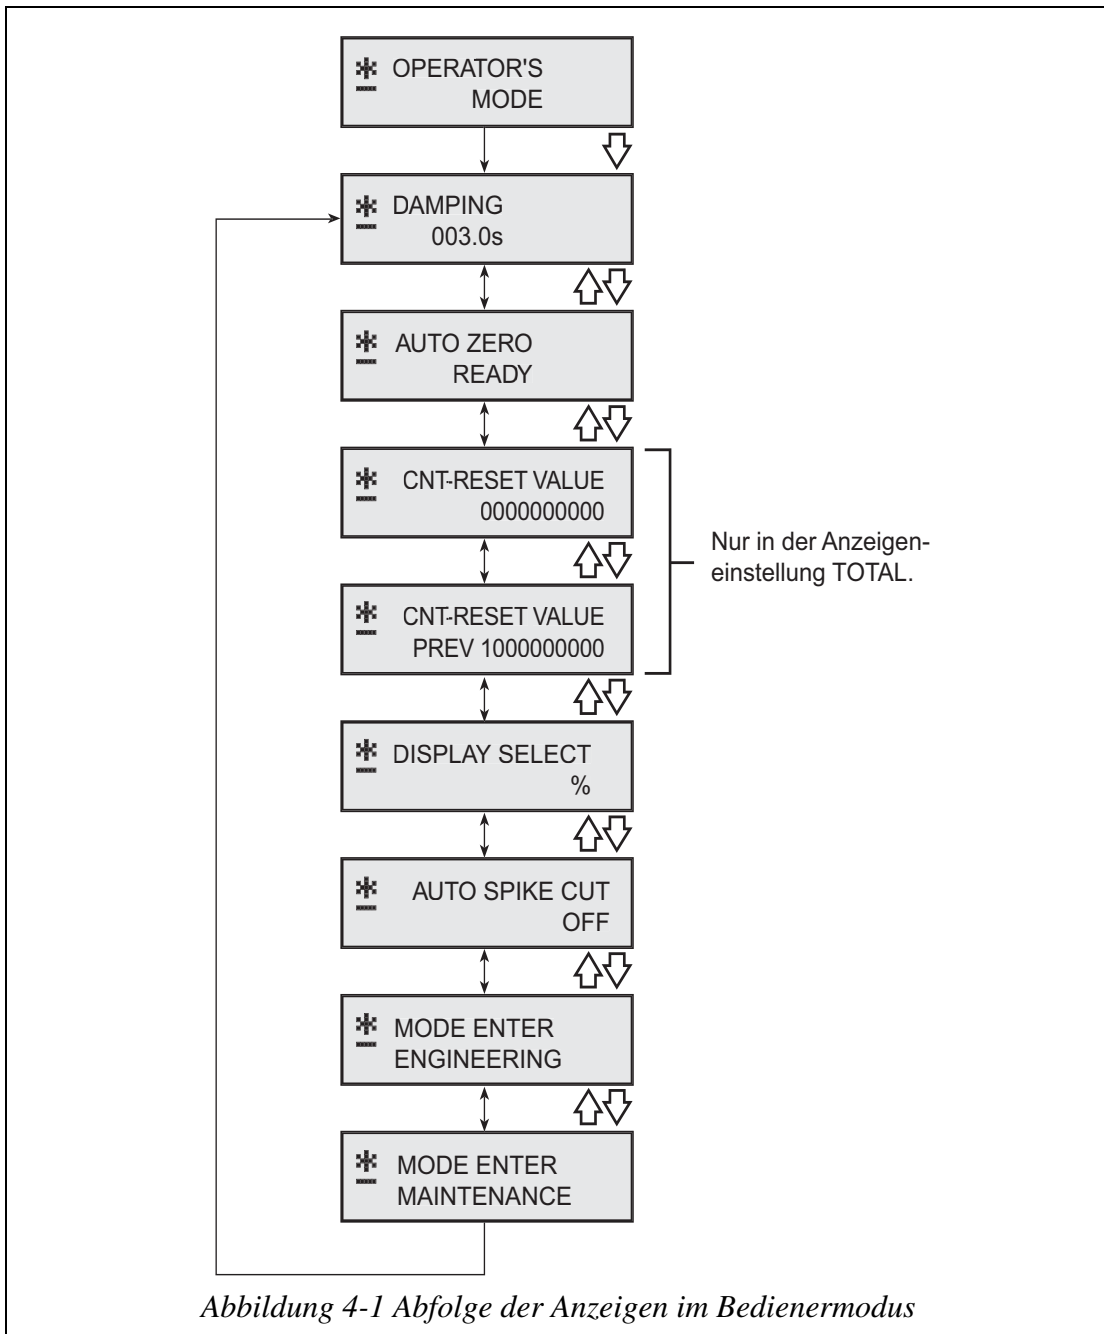 OPERATOR'S
MODE
DAMPING
003.0s
AUTO ZERO
READY
CNT-RESET VALUE
0000000000
CNT-RESET VALUE
PREV 1000000000
Nur in der Anzeigen-
einstellung TOTAL.
DISPLAY SELECT
%
AUTO SPIKE CUT
OFF
MODE ENTER
ENGINEERING
MODE ENTER
MAINTENANCE
Abbildung 4-1 Abfolge der Anzeigen im Bedienermodus